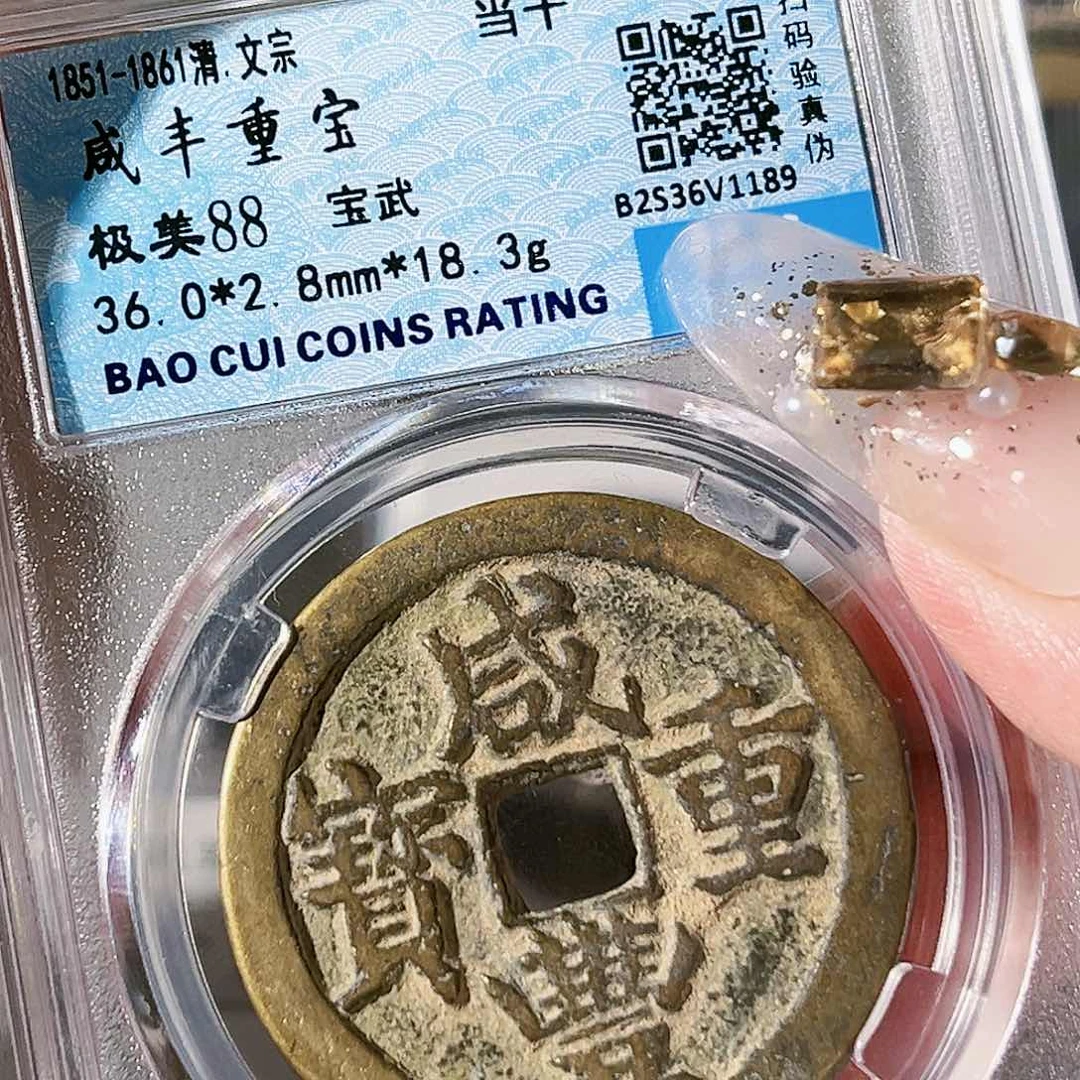 1851-1861清.文宗
当十
咸丰重宝
极美88 宝武
36.0*2.8mm*18.3g
BAO CUI COINS RATING
扫码验真伪
B2S36V1189
咸
重
寶
豐